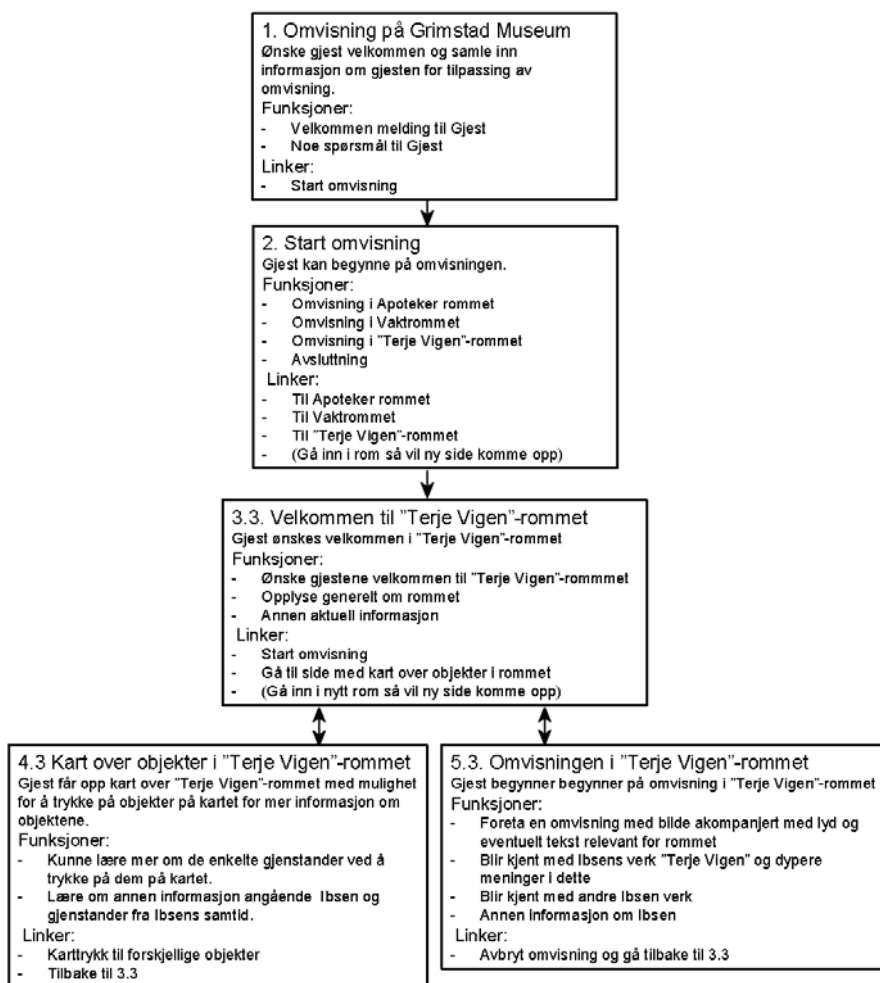 1. Omvisning på Grimstad Museum
Ønske gjest velkommen og samle inn
informasjon om gjesten for tilpassing av
omvisning.
Funksjoner:
- Velkommen melding til Gjest
- Noe spørsmål til Gjest
Linker:
- Start omvisning
2. Start omvisning
Gjest kan begynne på omvisningen.
Funksjoner:
- Omvisning i Apoteker rommet
- Omvisning i Vaktrommet
- Omvisning i "Terje Vigen"-rommet
- Avsluttning
Linker:
- Til Apoteker rommet
- Til Vaktrommet
- Til "Terje Vigen"-rommet
- (Gå inn i rom så vil ny side komme opp)
3.3. Velkommen til "Terje Vigen"-rommet
Gjest ønskes velkommen i "Terje Vigen"-rommet
Funksjoner:
- Ønske gjestene velkommen til "Terje Vigen"-rommmet
- Opplyse generelt om rommet
- Annen aktuell informasjon
Linker:
- Start omvisning
- Gå til side med kart over objekter i rommet
- (Gå inn i nytt rom så vil ny side komme opp)
4.3 Kart over objekter i "Terje Vigen"-rommet
Gjest får opp kart over "Terje Vigen"-rommet med mulighet
for å trykke på objekter på kartet for mer informasjon om
objektene.
Funksjoner:
- Kunne lære mer om de enkelte gjenstander ved å
trykke på dem på kartet.
- Lære om annen informasjon angående Ibsen og
gjenstander fra Ibsens samtid.
Linker:
- Karttrykk til forskjellige objekter
- Tilbake til 3.3
5.3. Omvisningen i "Terje Vigen"-rommet
Gjest begynner begynner på omvisning i "Terje Vigen"-rommet
Funksjoner:
- Foreta en omvisning med bilde akompanjert med lyd og
eventuelt tekst relevant for rommet
- Blir kjent med Ibsens verk "Terje Vigen" og dypere
meninger i dette
- Blir kjent med andre Ibsen verk
- Annen informasjon om Ibsen
Linker:
- Avbryt omvisning og gå tilbake til 3.3